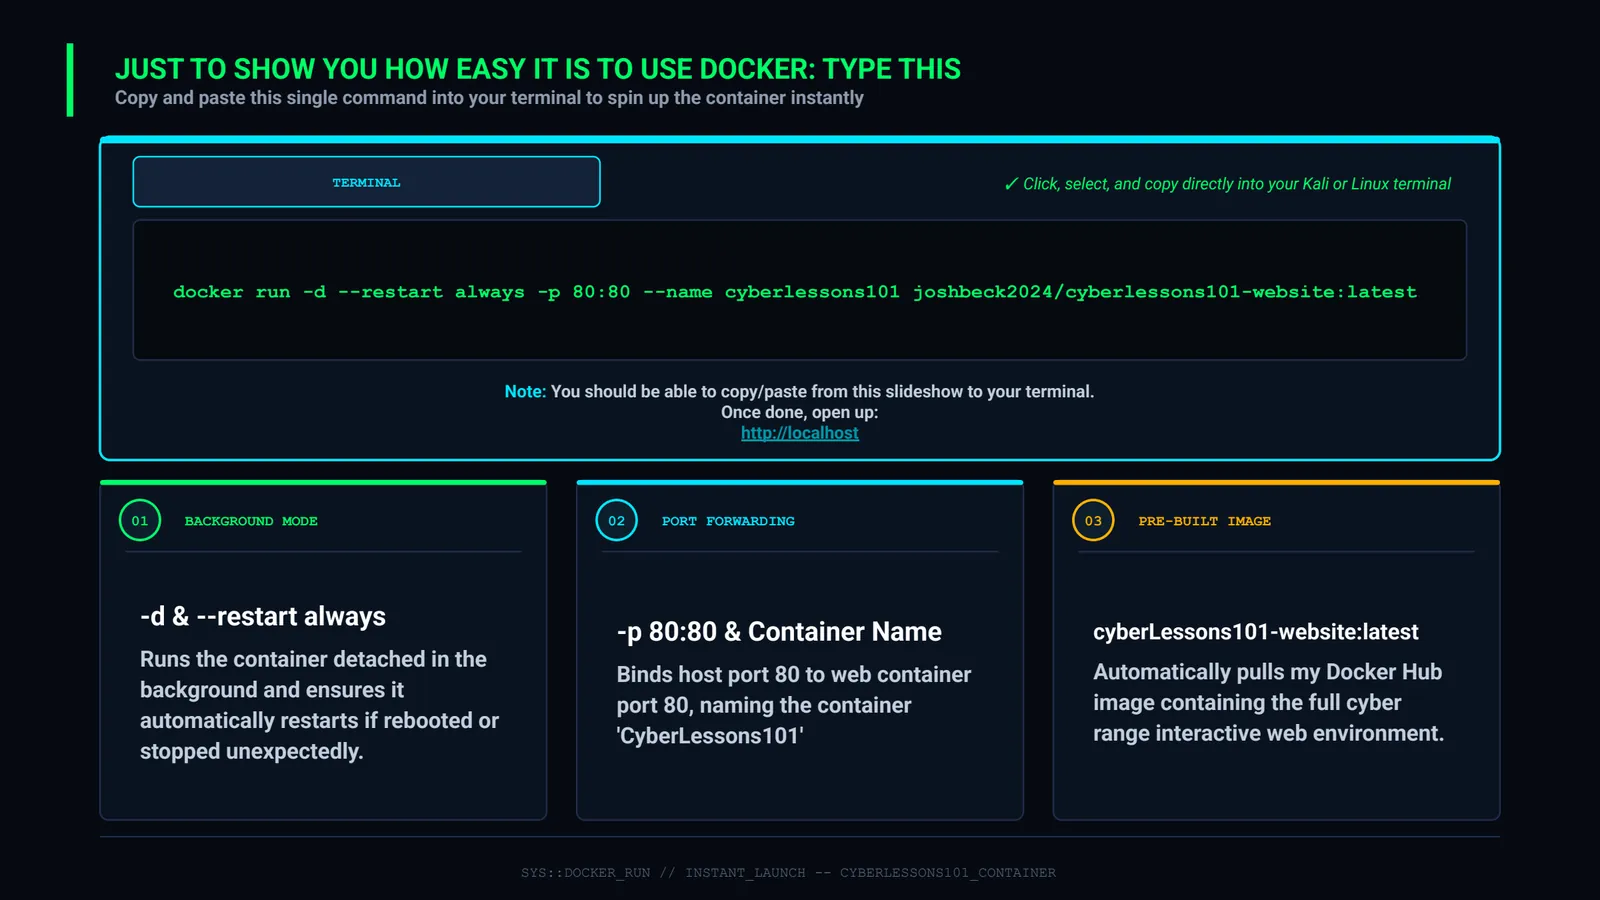 JUST TO SHOW YOU HOW EASY IT IS TO USE DOCKER: TYPE THIS
Copy and paste this single command into your terminal to spin up the container instantly
TERMINAL
✓ Click, select, and copy directly into your Kali or Linux terminal
docker run -d --restart always -p 80:80 --name cyberlessons101 joshbeck2024/cyberlessons101-website:latest
Note: You should be able to copy/paste from this slideshow to your terminal.
Once done, open up:
http://localhost
01 BACKGROUND MODE
-d & --restart always
Runs the container detached in the
background and ensures it
automatically restarts if rebooted or
stopped unexpectedly.
02 PORT FORWARDING
-p 80:80 & Container Name
Binds host port 80 to web container
port 80, naming the container
'CyberLessons101'
03 PRE-BUILT IMAGE
cyberLessons101-website:latest
Automatically pulls my Docker Hub
image containing the full cyber
range interactive web environment.
SYS::DOCKER_RUN // INSTANT_LAUNCH -- CYBERLESSONS101_CONTAINER